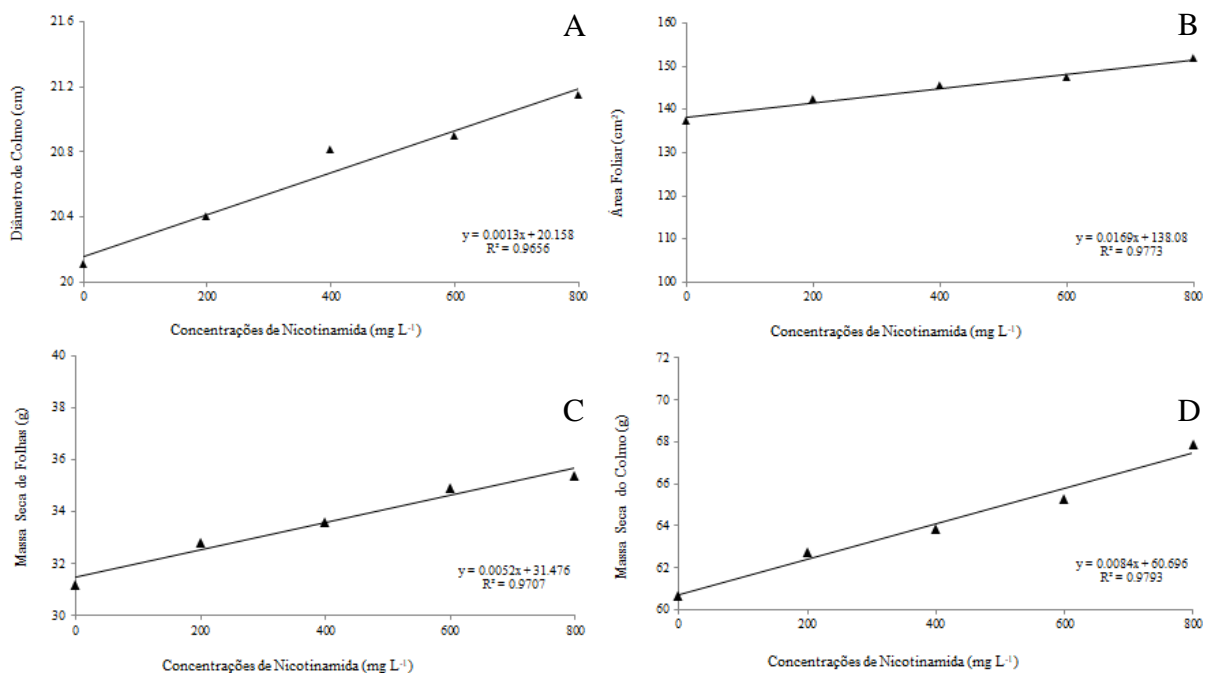 A
Diâmetro de Colmo (cm)
21.6
21.2
20.8
20.4
20
0 200 400 600 800
y = 0.0013x + 20.158
R² = 0.9656
Concentrações de Nicotinamida (mg L⁻¹)
B
Área Foliar (cm²)
160
150
140
130
120
110
100
0 200 400 600 800
y = 0.0169x + 138.08
R² = 0.9773
Concentrações de Nicotinamida (mg L⁻¹)
C
Massa Seca de Folhas (g)
40
38
36
35
33
32
30
0 200 400 600 800
y = 0.0052x + 31.476
R² = 0.9707
Concentrações de Nicotinamida (mg L⁻¹)
D
Massa Seca do Colmo (g)
72
70
68
66
64
62
60
0 200 400 600 800
y = 0.0084x + 60.696
R² = 0.9793
Concentrações de Nicotinamida (mg L⁻¹)